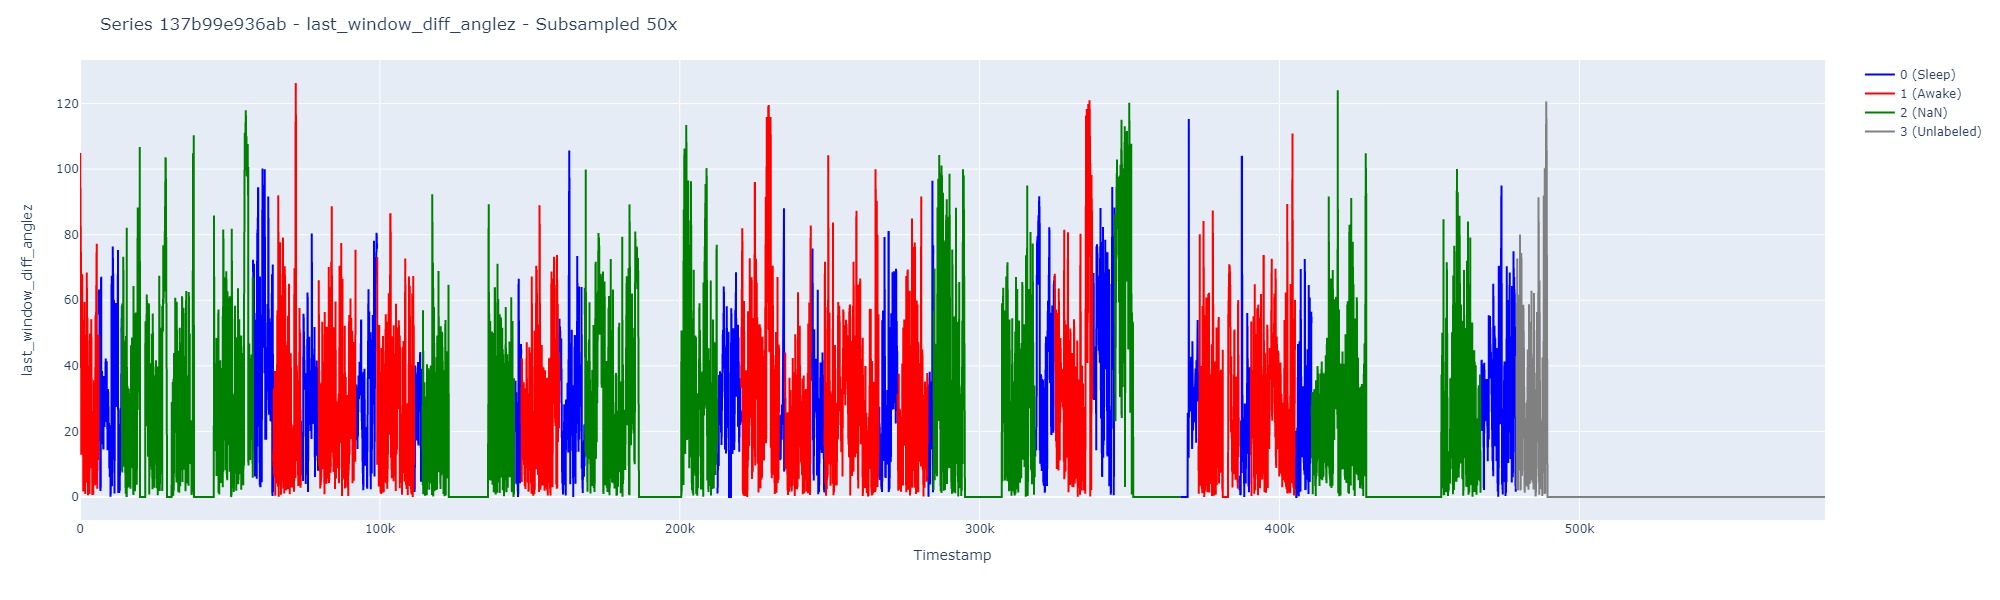 Series 137b99e936ab - last_window_diff_anglez - Subsampled 50x
0 (Sleep)
1 (Awake)
2 (NaN)
3 (Unlabeled)
last_window_diff_anglez
120
100
80
60
40
20
0
0 100k 200k 300k 400k 500k
Timestamp